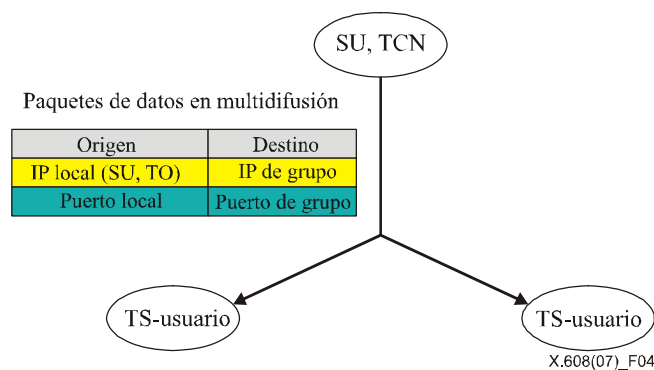 SU, TCN
Paquetes de datos en multidifusión
Origen Destino
IP local (SU, TO) IP de grupo
Puerto local Puerto de grupo
TS-usuario TS-usuario
X.608(07)_F04